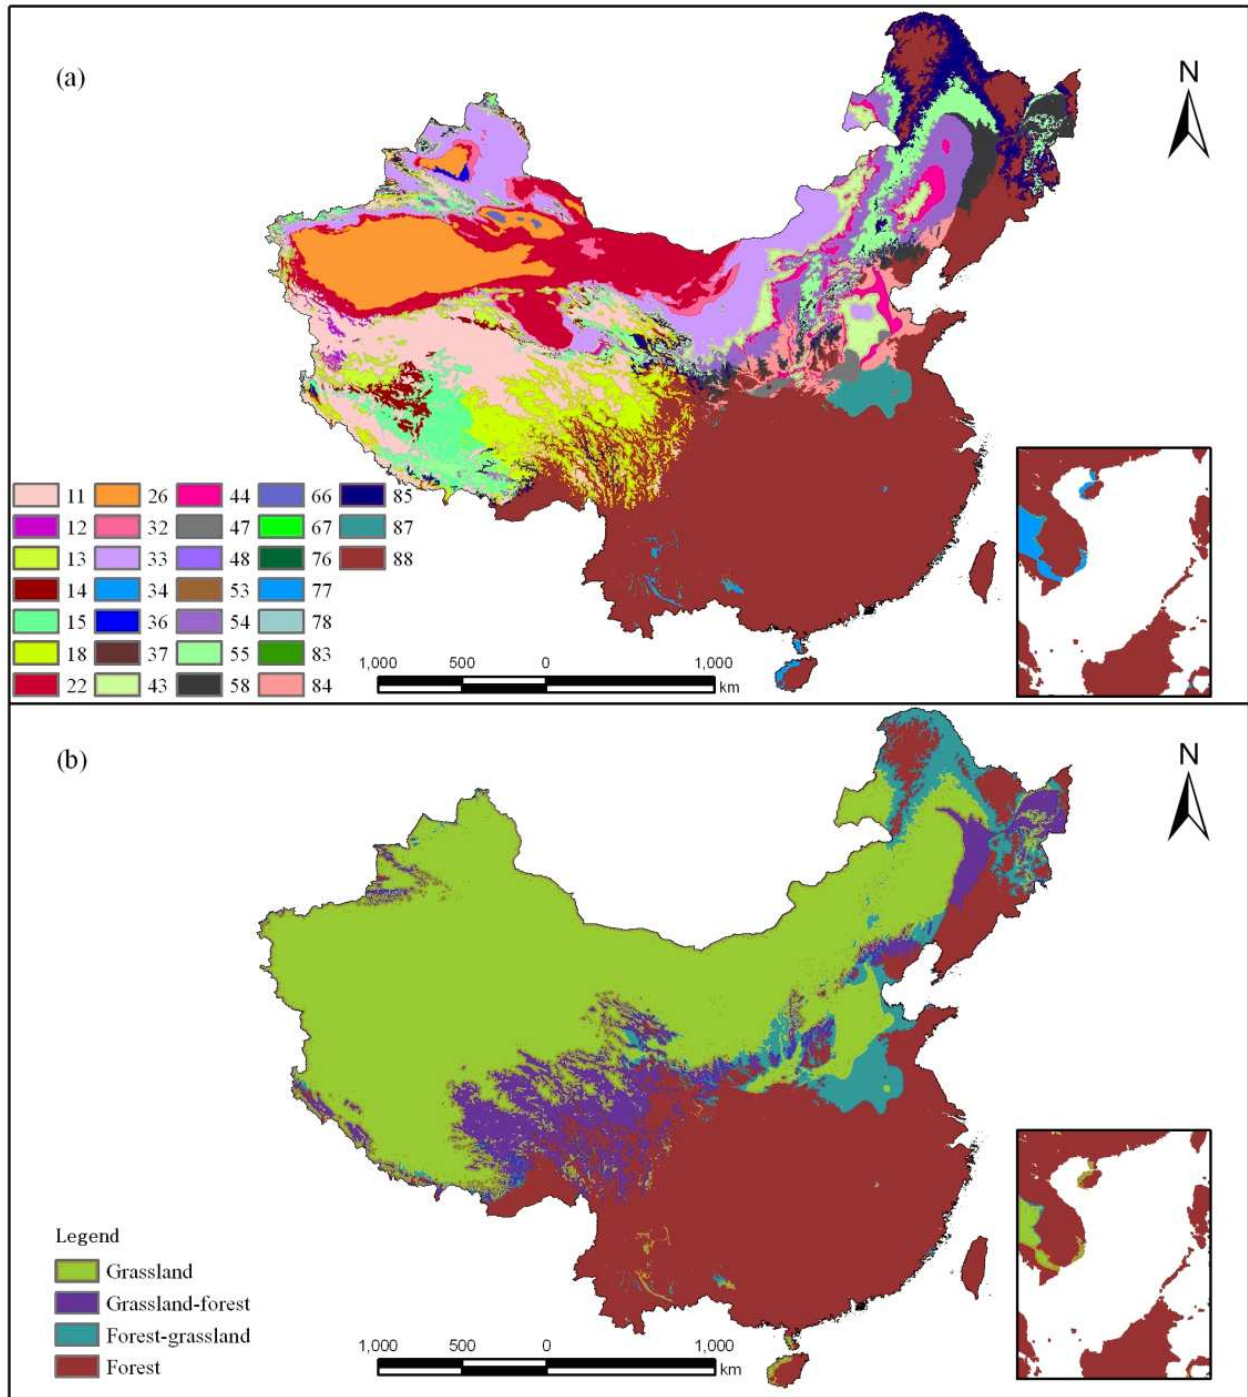 (a)
N
11 26 44 66 85
12 32 47 67 87
13 33 48 76 88
14 34 53 77
15 36 54 78
18 37 55 83
22 43 58 84
1,000 500 0 1,000
km
(b)
N
Legend
Grassland
Grassland-forest
Forest-grassland
Forest
1,000 500 0 1,000
km